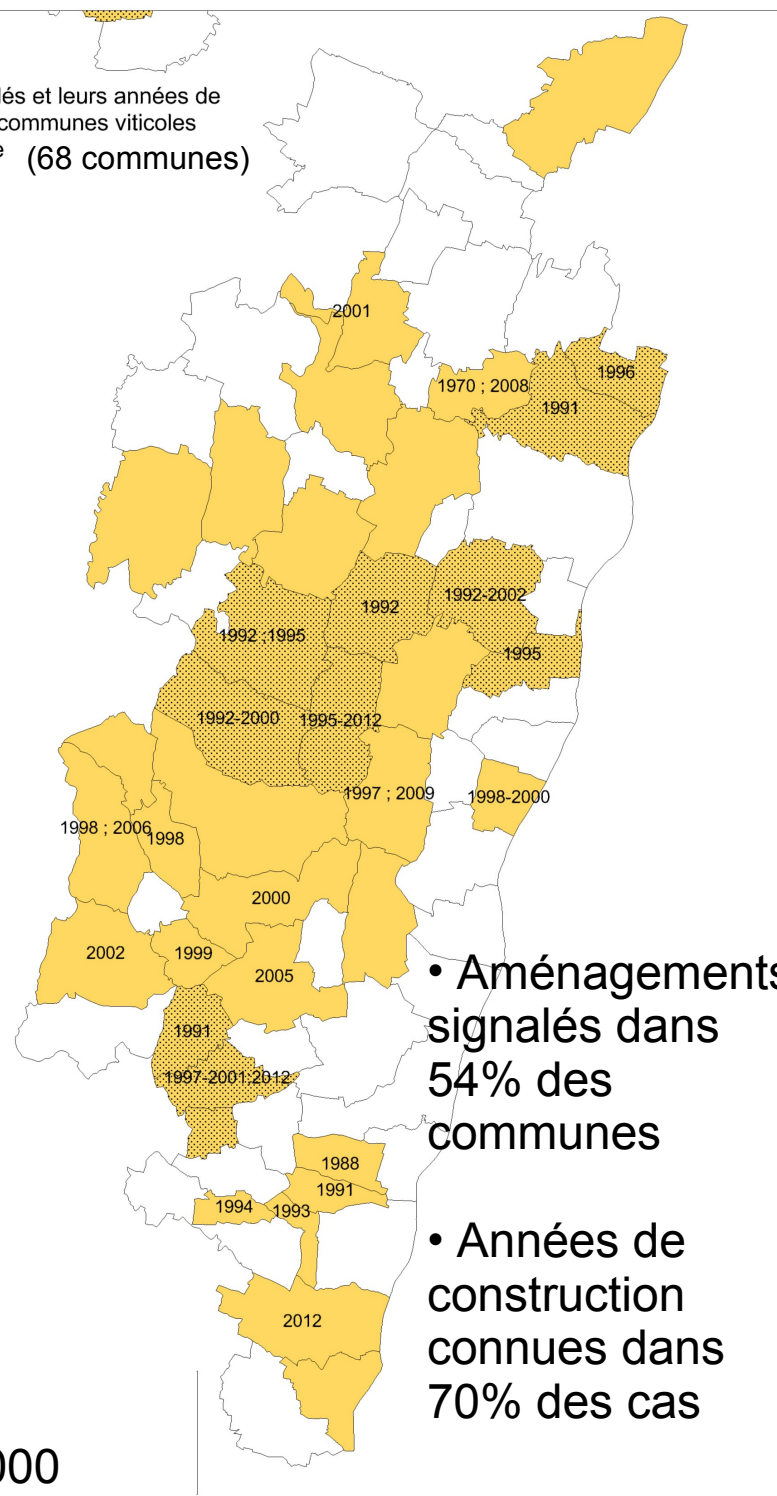 lés et leurs années de
communes viticoles
e (68 communes)
2001
1996
1970 ; 2008
1991
1992-2002
1992
1992 ;1995
1995
1992-2000
1995-2012
1997 ; 2009
1998-2000
1998 ; 2006
1998
2000
2002
1999
2005
• Aménagements
signalés dans
54% des
communes
1991
1997-2001;2012
1988
1991
1994
1993
• Années de
construction
connues dans
70% des cas
2012
000